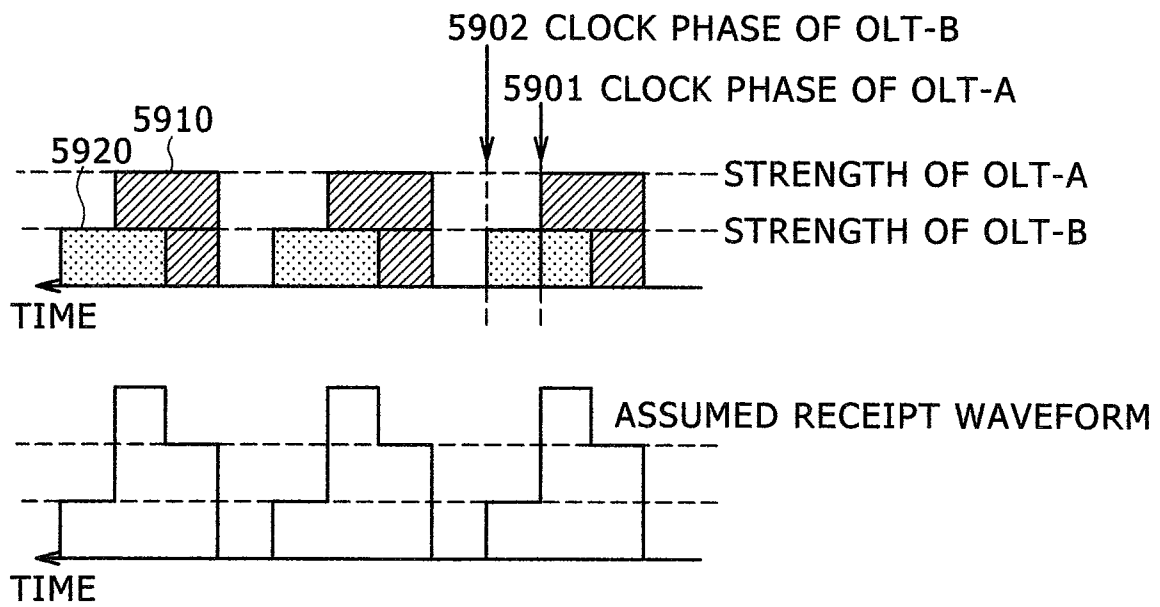 5902 CLOCK PHASE OF OLT-B
5901 CLOCK PHASE OF OLT-A
5910
5920
STRENGTH OF OLT-A
STRENGTH OF OLT-B
TIME
ASSUMED RECEIPT WAVEFORM
TIME